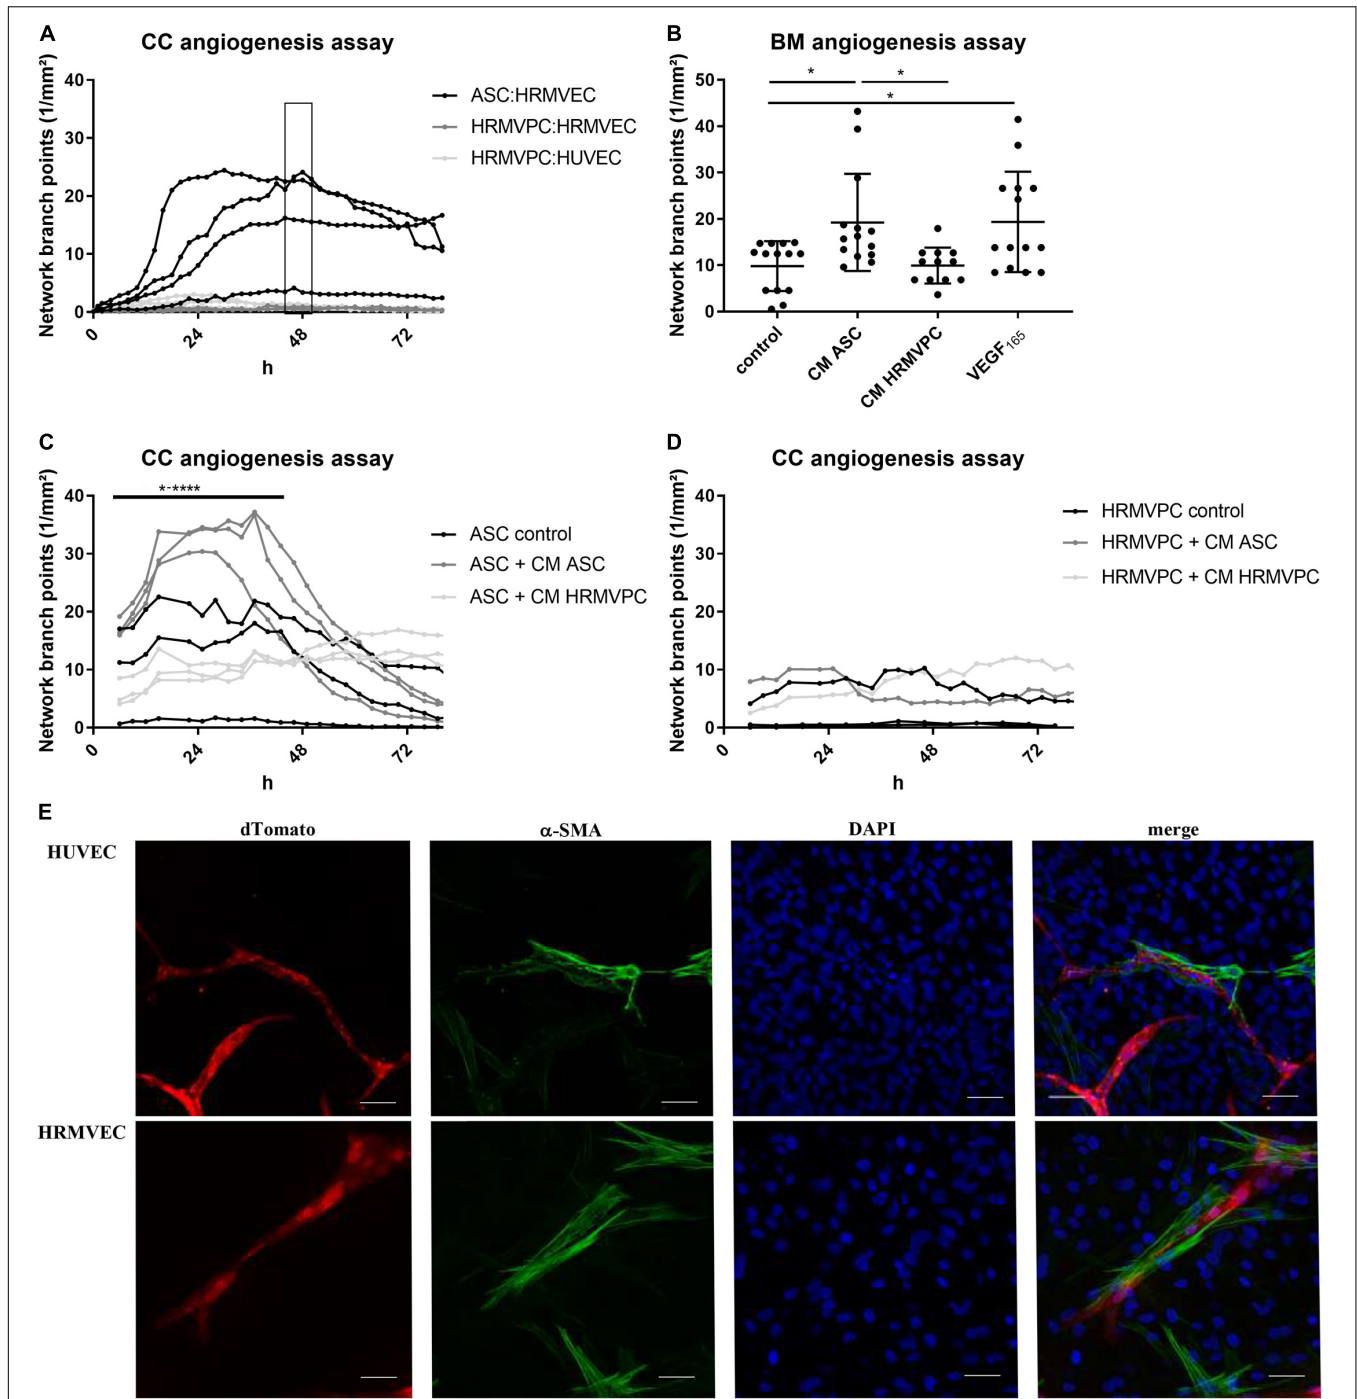 A
CC angiogenesis assay
Network branch points (1/mm²)
40
30
20
10
0
0
24
48
72
h
ASC:HRMVEC
HRMVPC:HRMVEC
HRMVPC:HUVEC
B
BM angiogenesis assay
Network branch points (1/mm²)
50
40
30
20
10
0
*
*
*
control
CM ASC
CM HRMVPC
VEGF₁₆₅
C
CC angiogenesis assay
Network branch points (1/mm²)
40
30
20
10
0
*-****
0
24
48
72
h
ASC control
ASC + CM ASC
ASC + CM HRMVPC
D
CC angiogenesis assay
Network branch points (1/mm²)
40
30
20
10
0
0
24
48
72
h
HRMVPC control
HRMVPC + CM ASC
HRMVPC + CM HRMVPC
E
dTomato
α-SMA
DAPI
merge
HUVEC
HRMVEC